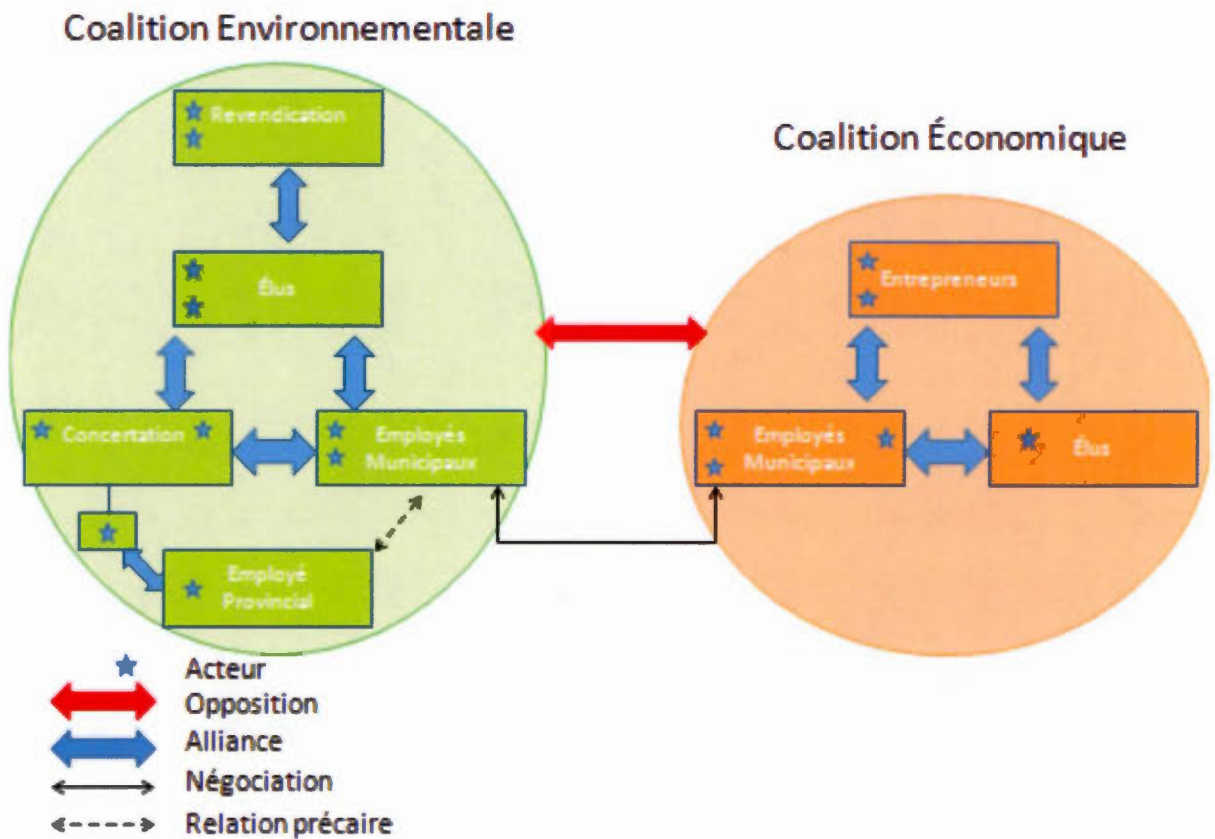 Coalition Environnementale
Revendication
Élus
Concertation
Employés
Municipaux
Employé
Provincial
Coalition Économique
Entrepreneurs
Employés
Municipaux
Élus
Acteur
Opposition
Alliance
Négociation
Relation précaire